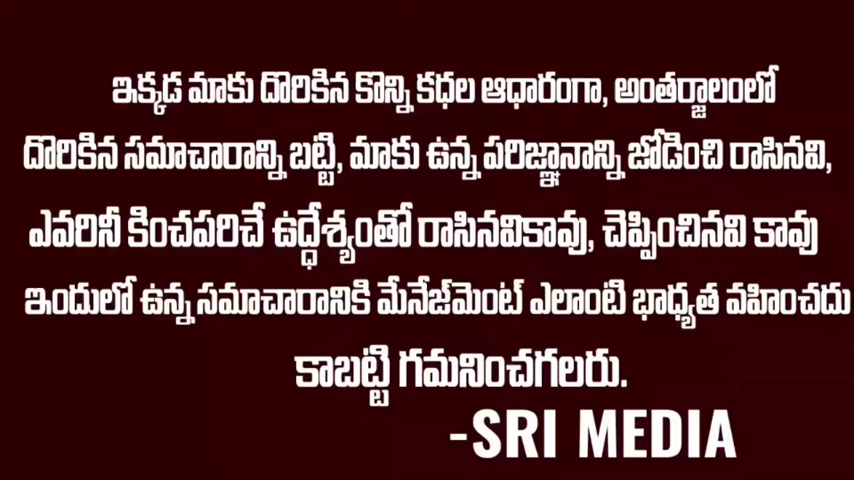 ఇక్కడ మాకు దొరికిన కొన్ని కధల ఆధారంగా, అంతర్జాలంలో
దొరికిన సమాచారాన్ని బట్టి, మాకు ఉన్న పరిజ్ఞానాన్ని జోడించి రాసినవి,
ఎవరినీ కించపరిచే ఉద్ధేశ్యంతో రాసినవికావు, చెప్పించినవి కావు
ఇందులో ఉన్న సమాచారానికి మేనేజ్‌మెంట్ ఎలాంటి భాధ్యత వహించదు
కాబట్టి గమనించగలరు.
-SRI MEDIA